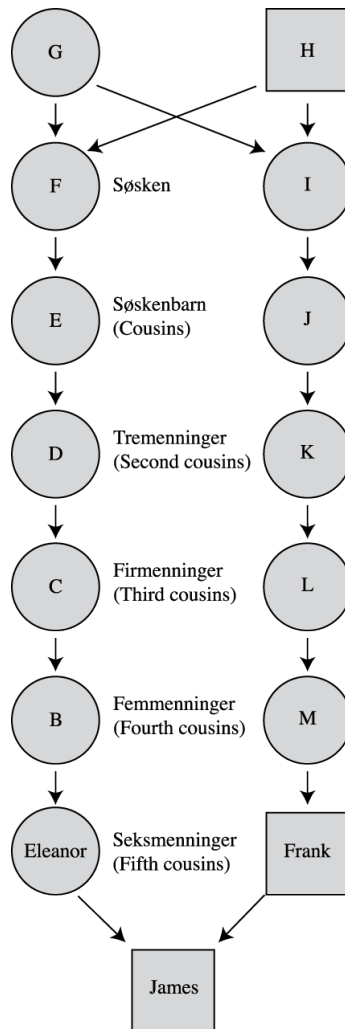 G
H
F
Søsken
I
E
Søskenbarn
(Cousins)
J
D
Tremenninger
(Second cousins)
K
C
Firmenninger
(Third cousins)
L
B
Femmenninger
(Fourth cousins)
M
Eleanor
Seksmenninger
(Fifth cousins)
Frank
James